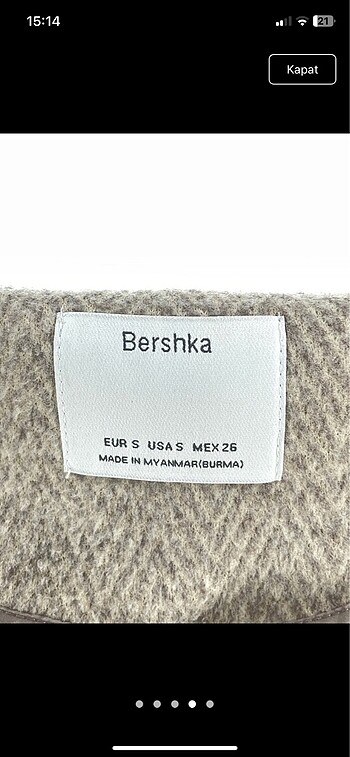 15:14
21
Kapat
Bershka
EUR S USA S MEX 26
MADE IN MYANMAR(BURMA)